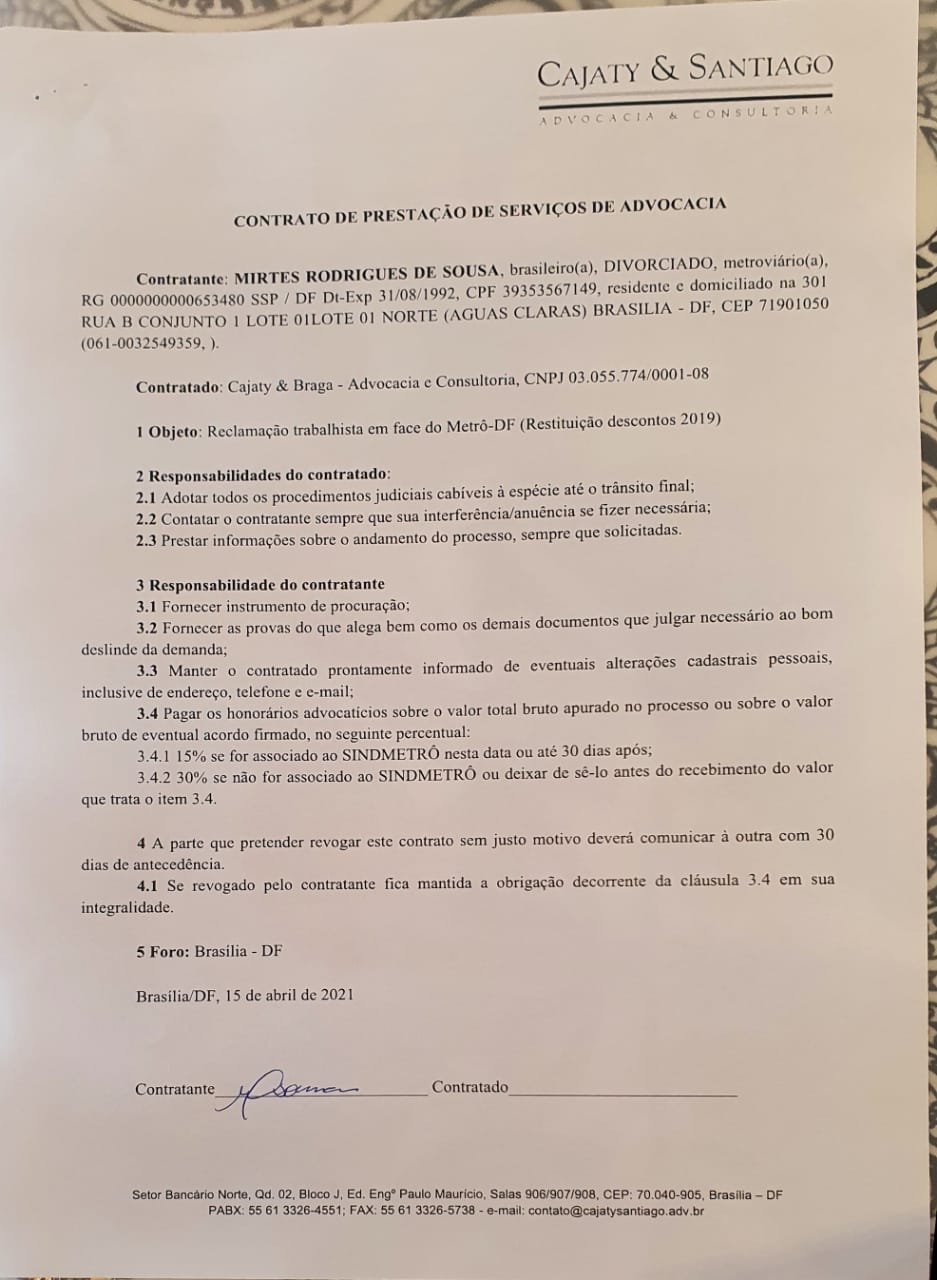 CAJATY & SANTIAGO
ADVOCACIA & CONSULTORIA
CONTRATO DE PRESTAÇÃO DE SERVIÇOS DE ADVOCACIA
Contratante: MIRTES RODRIGUES DE SOUSA, brasileiro(a), DIVORCIADO, metroviário(a),
RG 0000000000653480 SSP / DF Dt-Exp 31/08/1992, CPF 39353567149, residente e domiciliado na 301
RUA B CONJUNTO 1 LOTE 01LOTE 01 NORTE (AGUAS CLARAS) BRASILIA - DF, CEP 71901050
(061-0032549359, ).
Contratado: Cajaty & Braga - Advocacia e Consultoria, CNPJ 03.055.774/0001-08
1 Objeto: Reclamação trabalhista em face do Metrô-DF (Restituição descontos 2019)
2 Responsabilidades do contratado:
2.1 Adotar todos os procedimentos judiciais cabíveis à espécie até o trânsito final;
2.2 Contatar o contratante sempre que sua interferência/anuência se fizer necessária;
2.3 Prestar informações sobre o andamento do processo, sempre que solicitadas.
3 Responsabilidade do contratante
3.1 Fornecer instrumento de procuração;
3.2 Fornecer as provas do que alega bem como os demais documentos que julgar necessário ao bom
deslinde da demanda;
3.3 Manter o contratado prontamente informado de eventuais alterações cadastrais pessoais,
inclusive de endereço, telefone e e-mail;
3.4 Pagar os honorários advocatícios sobre o valor total bruto apurado no processo ou sobre o valor
bruto de eventual acordo firmado, no seguinte percentual:
3.4.1 15% se for associado ao SINDMETRÔ nesta data ou até 30 dias após;
3.4.2 30% se não for associado ao SINDMETRÔ ou deixar de sê-lo antes do recebimento do valor
que trata o item 3.4.
4 A parte que pretender revogar este contrato sem justo motivo deverá comunicar à outra com 30
dias de antecedência.
4.1 Se revogado pelo contratante fica mantida a obrigação decorrente da cláusula 3.4 em sua
integralidade.
5 Foro: Brasília - DF
Brasília/DF, 15 de abril de 2021
Contratante Contratado
Setor Bancário Norte, Qd. 02, Bloco J, Ed. Engº Paulo Maurício, Salas 906/907/908, CEP: 70.040-905, Brasília – DF
PABX: 55 61 3326-4551; FAX: 55 61 3326-5738 - e-mail: contato@cajatysantiago.adv.br